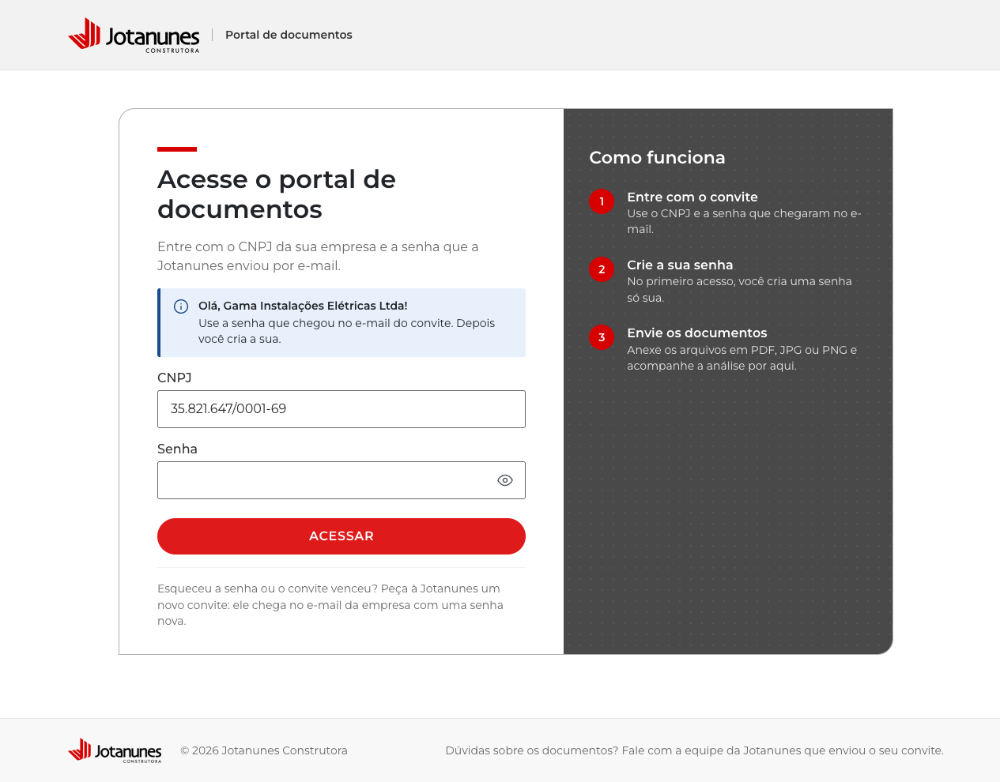 Jotanunes
CONSTRUTORA
Portal de documentos
Acesse o portal de
documentos
Entre com o CNPJ da sua empresa e a senha que a
Jotanunes enviou por e-mail.
Olá, Gama Instalações Elétricas Ltda!
Use a senha que chegou no e-mail do convite. Depois
você cria a sua.
CNPJ
35.821.647/0001-69
Senha
ACESSAR
Esqueceu a senha ou o convite venceu? Peça à Jotanunes um
novo convite: ele chega no e-mail da empresa com uma senha
nova.
Como funciona
1
Entre com o convite
Use o CNPJ e a senha que chegaram no e-
mail.
2
Crie a sua senha
No primeiro acesso, você cria uma senha
só sua.
3
Envie os documentos
Anexe os arquivos em PDF, JPG ou PNG e
acompanhe a análise por aqui.
Jotanunes
CONSTRUTORA
© 2026 Jotanunes Construtora
Dúvidas sobre os documentos? Fale com a equipe da Jotanunes que enviou o seu convite.